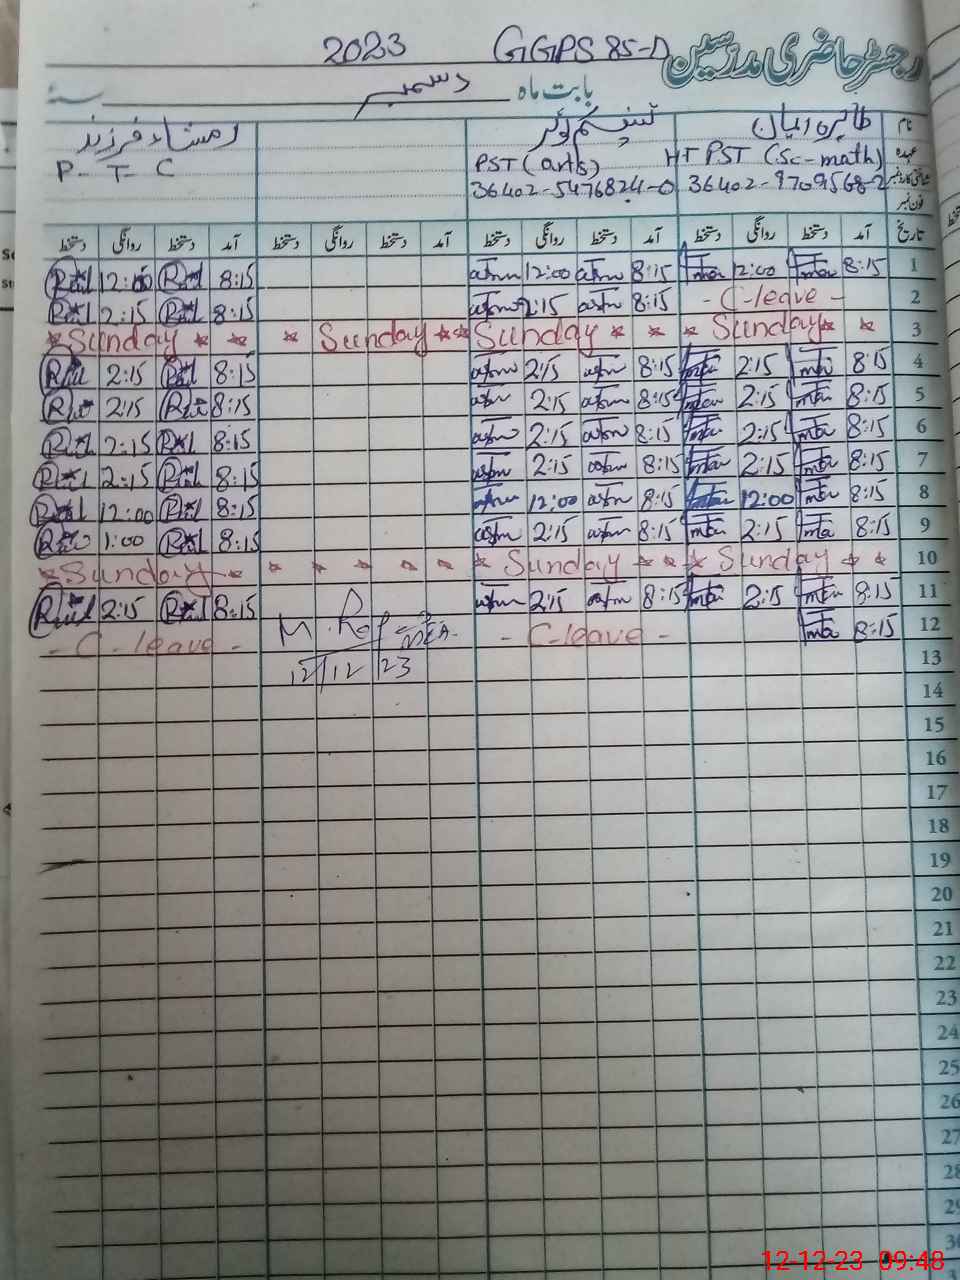 2023 GGPS 85-D رجسٹر حاضری مدرسین
بابت ماہ دسمبر سنہ
نام طاہرہ ایمان تبسم کوثر رمشاء فرزند
عہدہ HT PST (Sc-math) PST (arts) P-T-C
شناختی کارڈ نمبر 36402-9709568-2 36402-5476824-0
فون نمبر
تاریخ آمد دستخط روانگی دستخط آمد دستخط روانگی دستخط آمد دستخط روانگی دستخط آمد دستخط روانگی دستخط
1 8:15 12:00 8:15 12:00 8:15 12:00
2 - C-leave - 8:15 2:15 8:15 2:15
3 Sunday Sunday Sunday Sunday
4 8:15 2:15 8:15 2:15 8:15 2:15
5 8:15 2:15 8:15 2:15 8:15 2:15
6 8:15 2:15 8:15 2:15 8:15 2:15
7 8:15 2:15 8:15 2:15 8:15 2:15
8 8:15 12:00 8:15 12:00 8:15 12:00
9 8:15 2:15 8:15 2:15 8:15 1:00
10 Sunday Sunday Sunday
11 8:15 2:15 8:15 2:15 8:15 2:15
12 8:15 - C-leave - - C-leave -
12/12/23
13
14
15
16
17
18
19
20
21
22
23
24
25
26
27
28
29
30
12-12-23 09:48